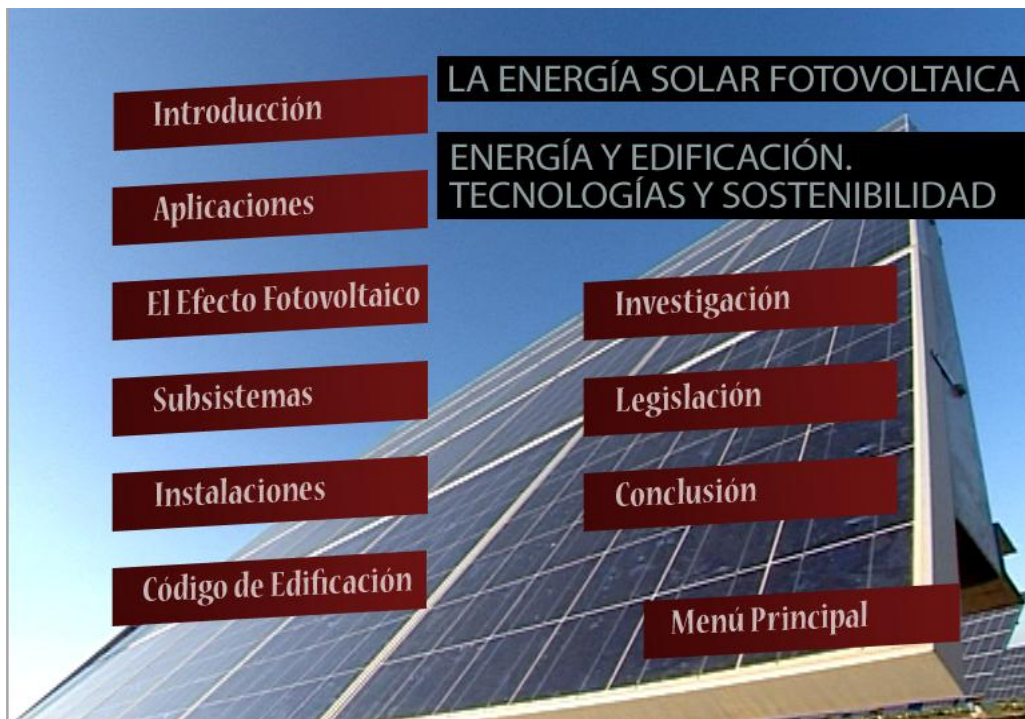 LA ENERGÍA SOLAR FOTOVOLTAICA
ENERGÍA Y EDIFICACIÓN.
TECNOLOGÍAS Y SOSTENIBILIDAD
Introducción
Aplicaciones
El Efecto Fotovoltaico
Subsistemas
Instalaciones
Código de Edificación
Investigación
Legislación
Conclusión
Menú Principal